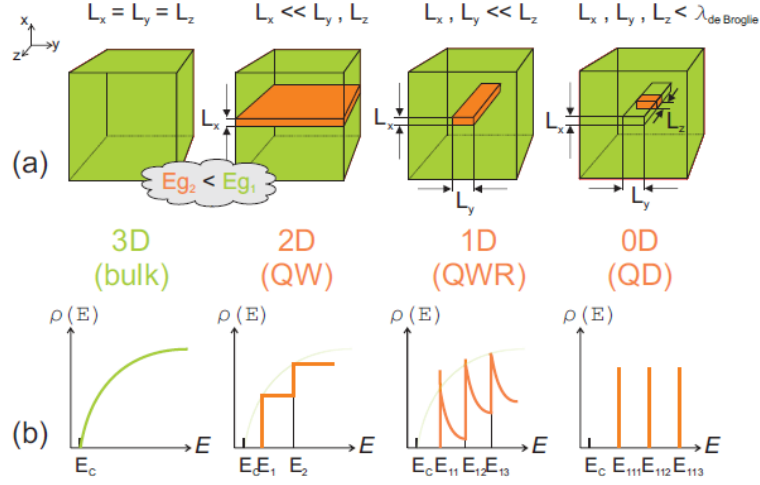 Lx = Ly = Lz
Lx << Ly , Lz
Lx , Ly << Lz
Lx , Ly , Lz < λde Broglie
x
y
z
Lx
Lx
Ly
Lx
Lz
Ly
(a)
Eg2 < Eg1
3D
(bulk)
2D
(QW)
1D
(QWR)
0D
(QD)
ρ(E)
ρ(E)
ρ(E)
ρ(E)
(b)
EC
E
EC E1 E2
E
EC E11 E12 E13
E
EC E111 E112 E113
E